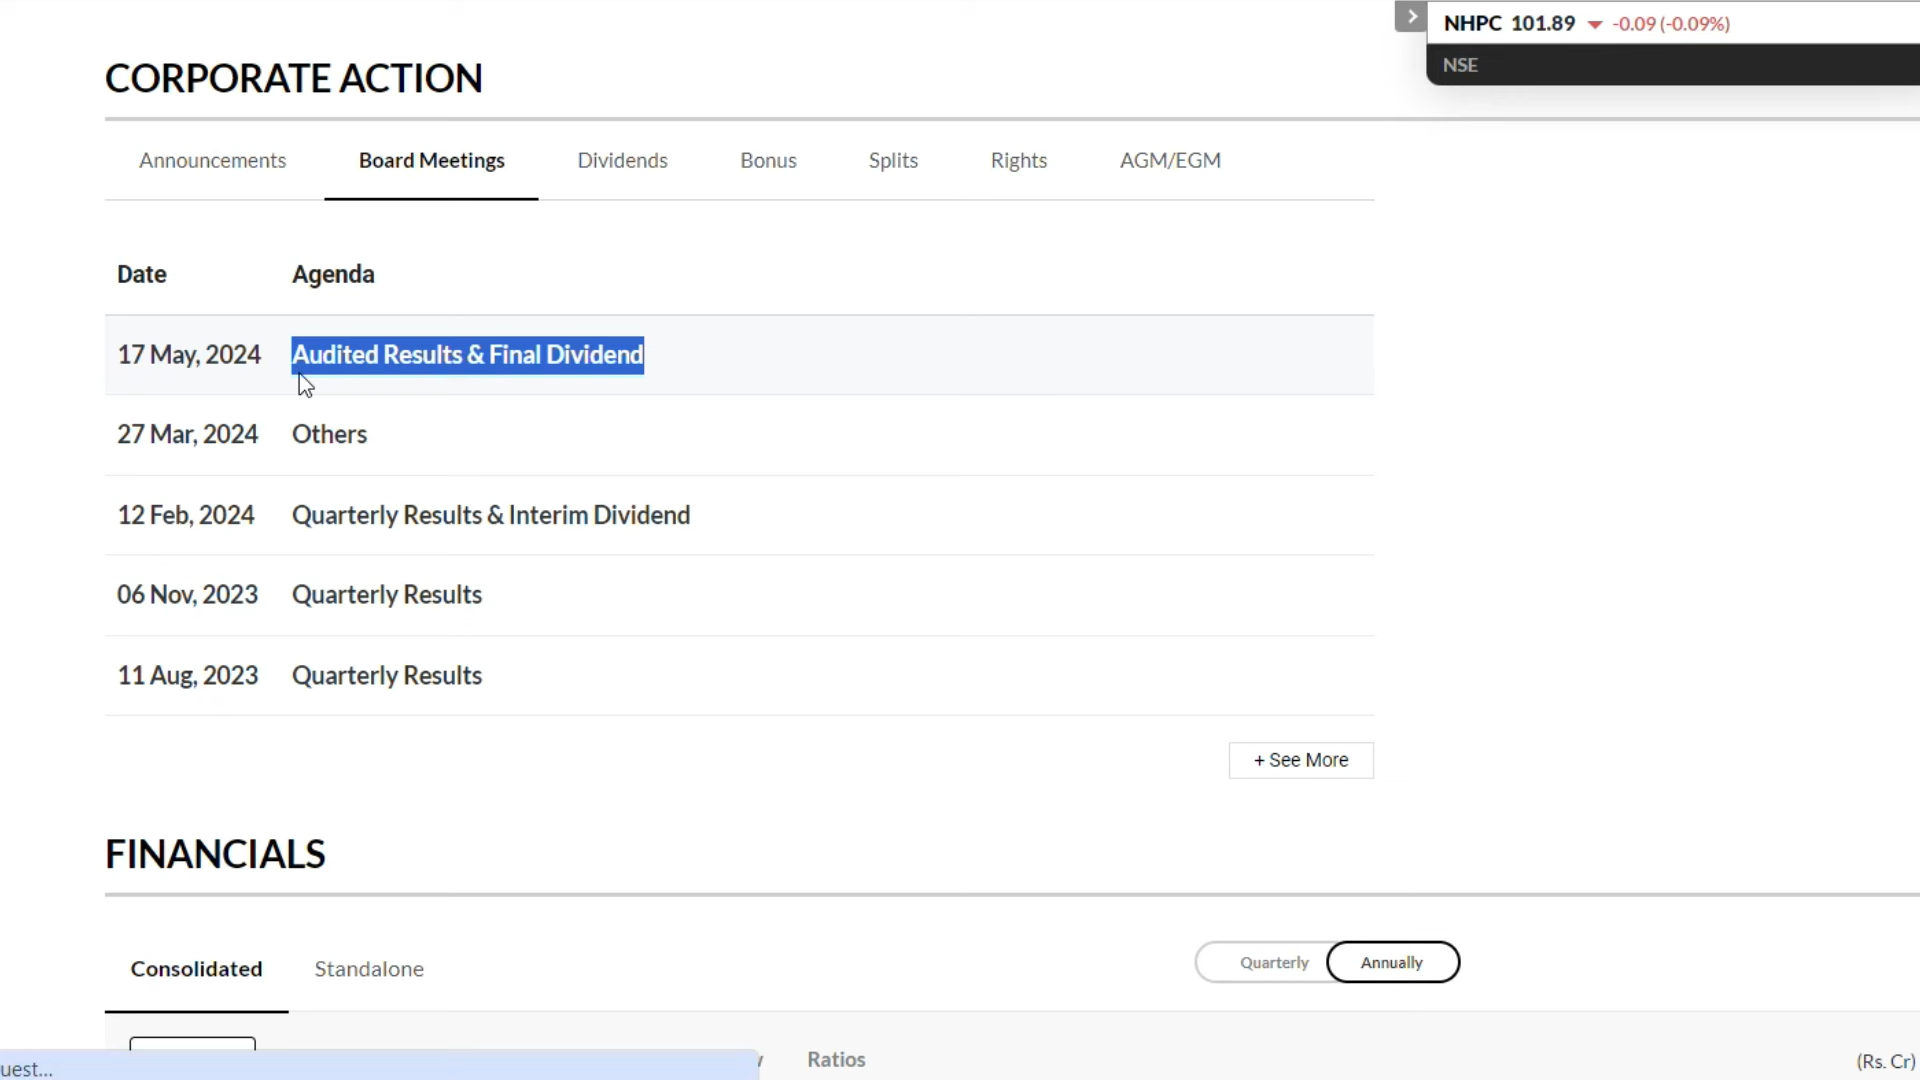 NHPC 101.89 -0.09 (-0.09%)
NSE
CORPORATE ACTION
Announcements Board Meetings Dividends Bonus Splits Rights AGM/EGM
Date Agenda
17 May, 2024 Audited Results & Final Dividend
27 Mar, 2024 Others
12 Feb, 2024 Quarterly Results & Interim Dividend
06 Nov, 2023 Quarterly Results
11 Aug, 2023 Quarterly Results
+ See More
FINANCIALS
Consolidated Standalone Quarterly Annually
Ratios (Rs. Cr)
uest...